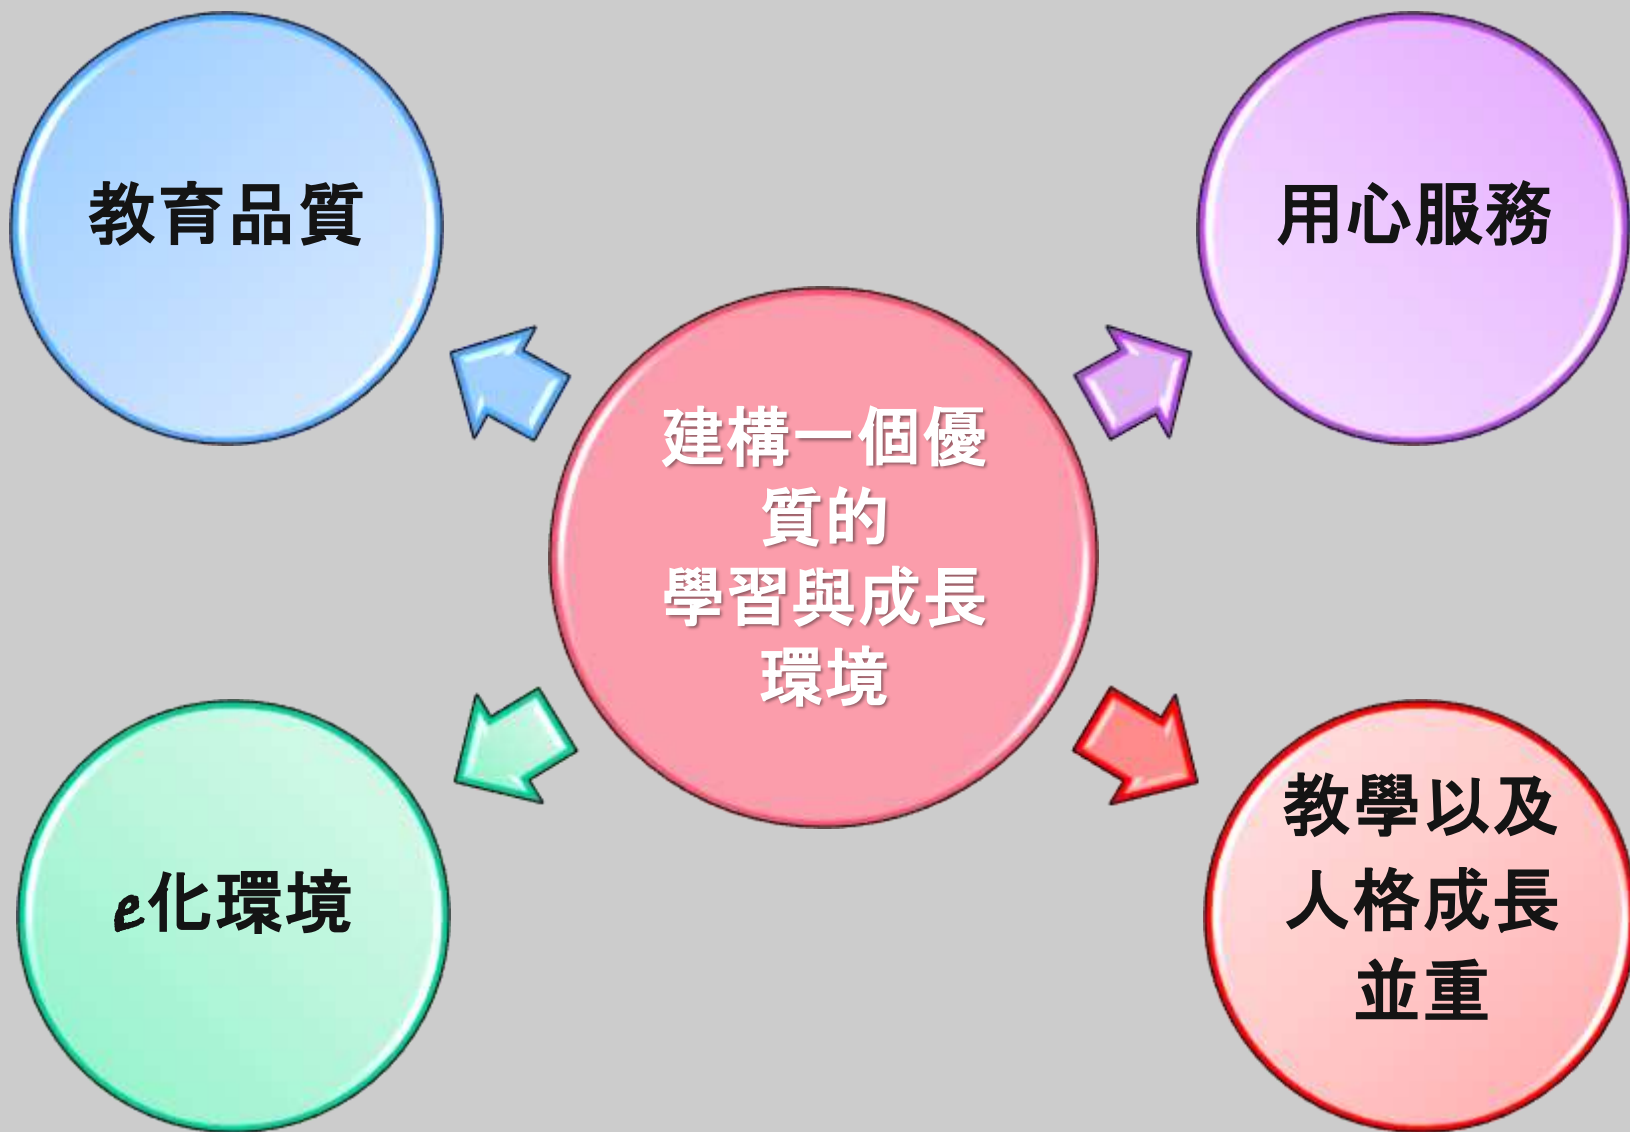 教育品質
用心服務
建構一個優
質的
學習與成長
環境
e化環境
教學以及
人格成長
並重